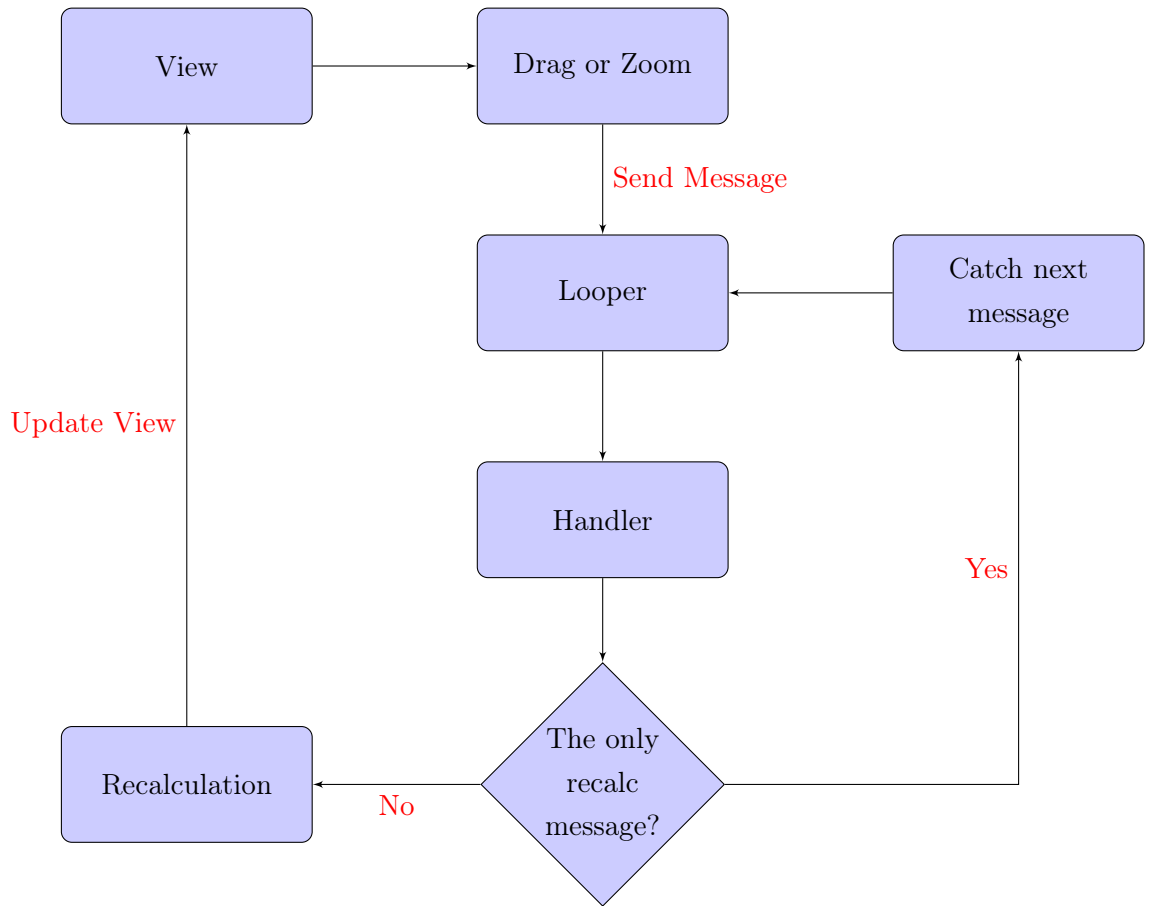 View
Drag or Zoom
Send Message
Looper
Catch next
message
Update View
Handler
Yes
The only
recalc
message?
Recalculation
No